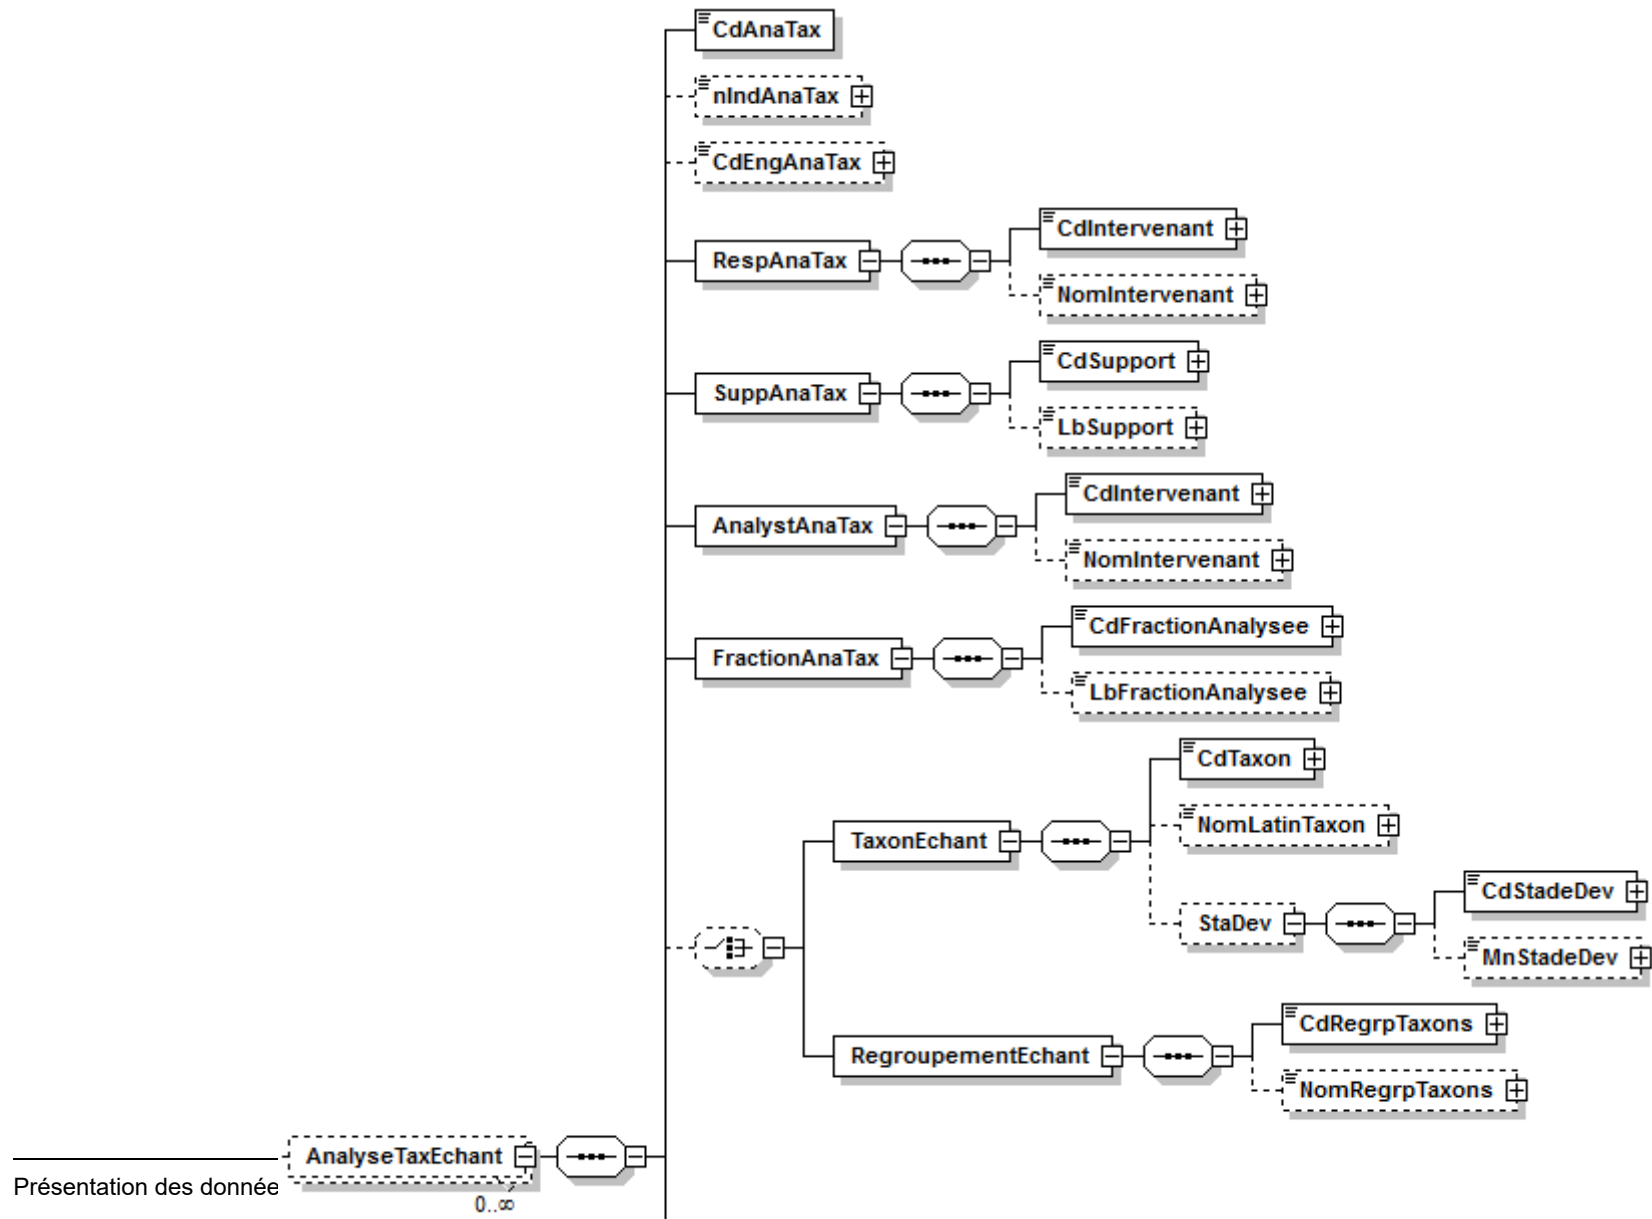 CdAnaTax
nIndAnaTax
CdEngAnaTax
RespAnaTax
CdIntervenant
NomIntervenant
SuppAnaTax
CdSupport
LbSupport
AnalystAnaTax
CdIntervenant
NomIntervenant
FractionAnaTax
CdFractionAnalysee
LbFractionAnalysee
TaxonEchant
CdTaxon
NomLatinTaxon
StaDev
CdStadeDev
MnStadeDev
RegroupementEchant
CdRegrpTaxons
NomRegrpTaxons
AnalyseTaxEchant
0..∞
Présentation des donnée